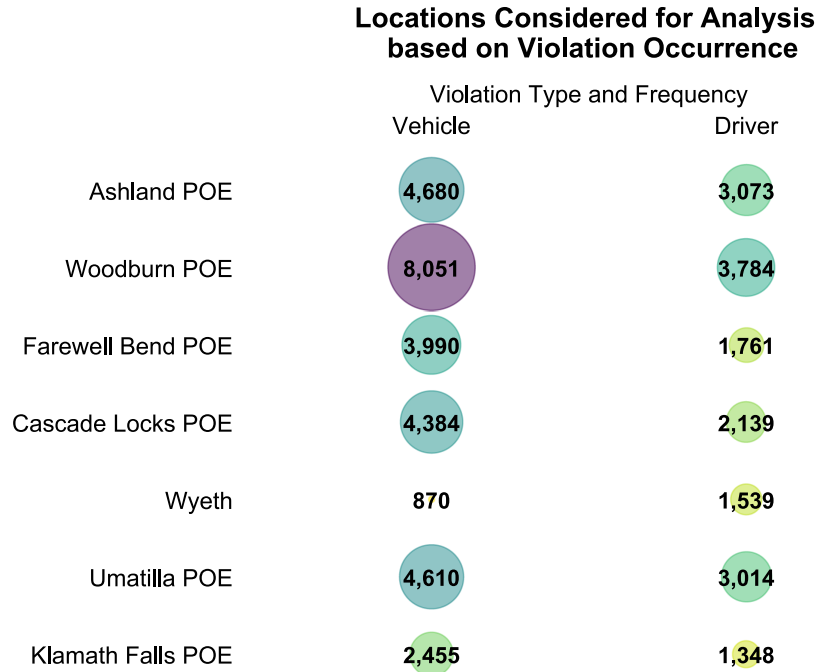 Locations Considered for Analysis
based on Violation Occurrence
Violation Type and Frequency
Vehicle Driver
Ashland POE 4,680 3,073
Woodburn POE 8,051 3,784
Farewell Bend POE 3,990 1,761
Cascade Locks POE 4,384 2,139
Wyeth 870 1,539
Umatilla POE 4,610 3,014
Klamath Falls POE 2,455 1,348